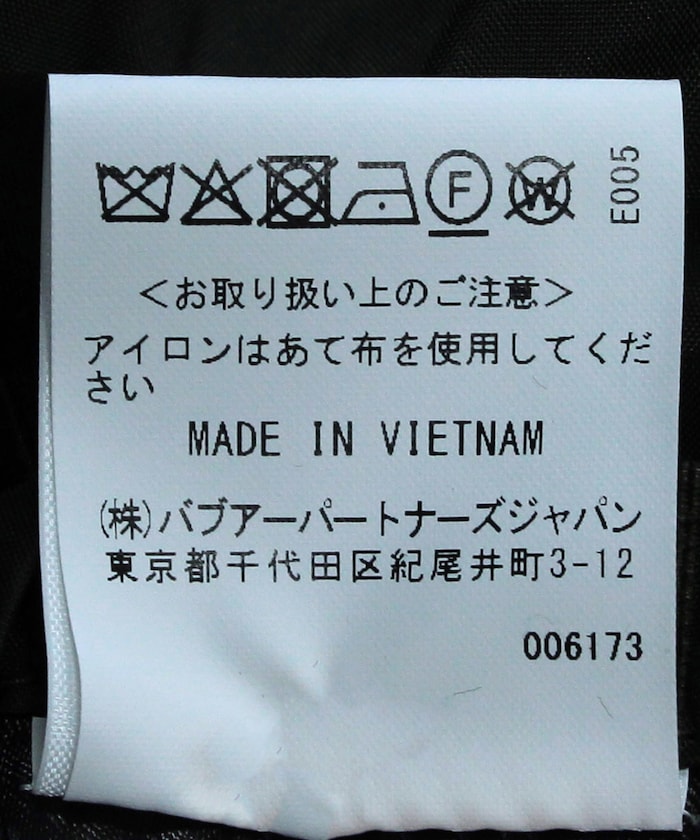 F
W
E005
<お取り扱い上のご注意>
アイロンはあて布を使用してくだ
さい
MADE IN VIETNAM
(株)バブアーパートナーズジャパン
東京都千代田区紀尾井町3-12
006173